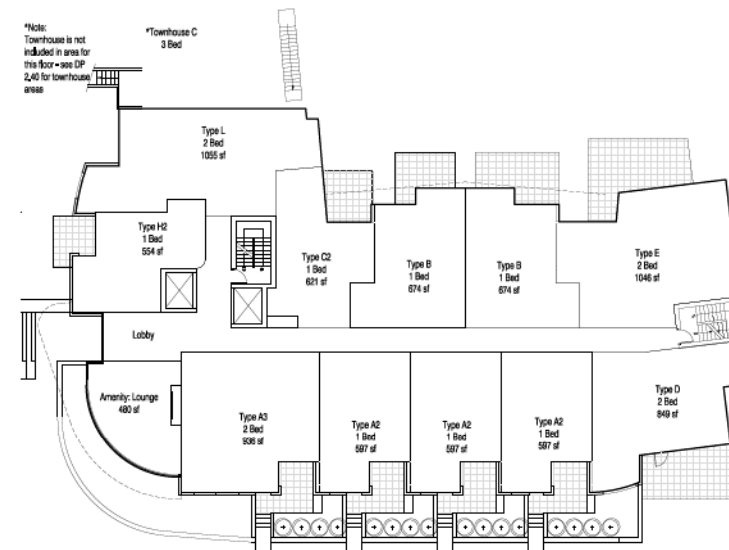 *Note:
Townhouse is not
included in area for
this floor - see DP
2.40 for townhouse
areas
*Townhouse C
3 Bed
Type L
2 Bed
1055 sf
Type H2
1 Bed
554 sf
Type C2
1 Bed
621 sf
Type B
1 Bed
674 sf
Type B
1 Bed
674 sf
Type E
2 Bed
1046 sf
Lobby
Amenity: Lounge
480 sf
Type A3
2 Bed
936 sf
Type A2
1 Bed
597 sf
Type A2
1 Bed
597 sf
Type A2
1 Bed
597 sf
Type D
2 Bed
849 sf